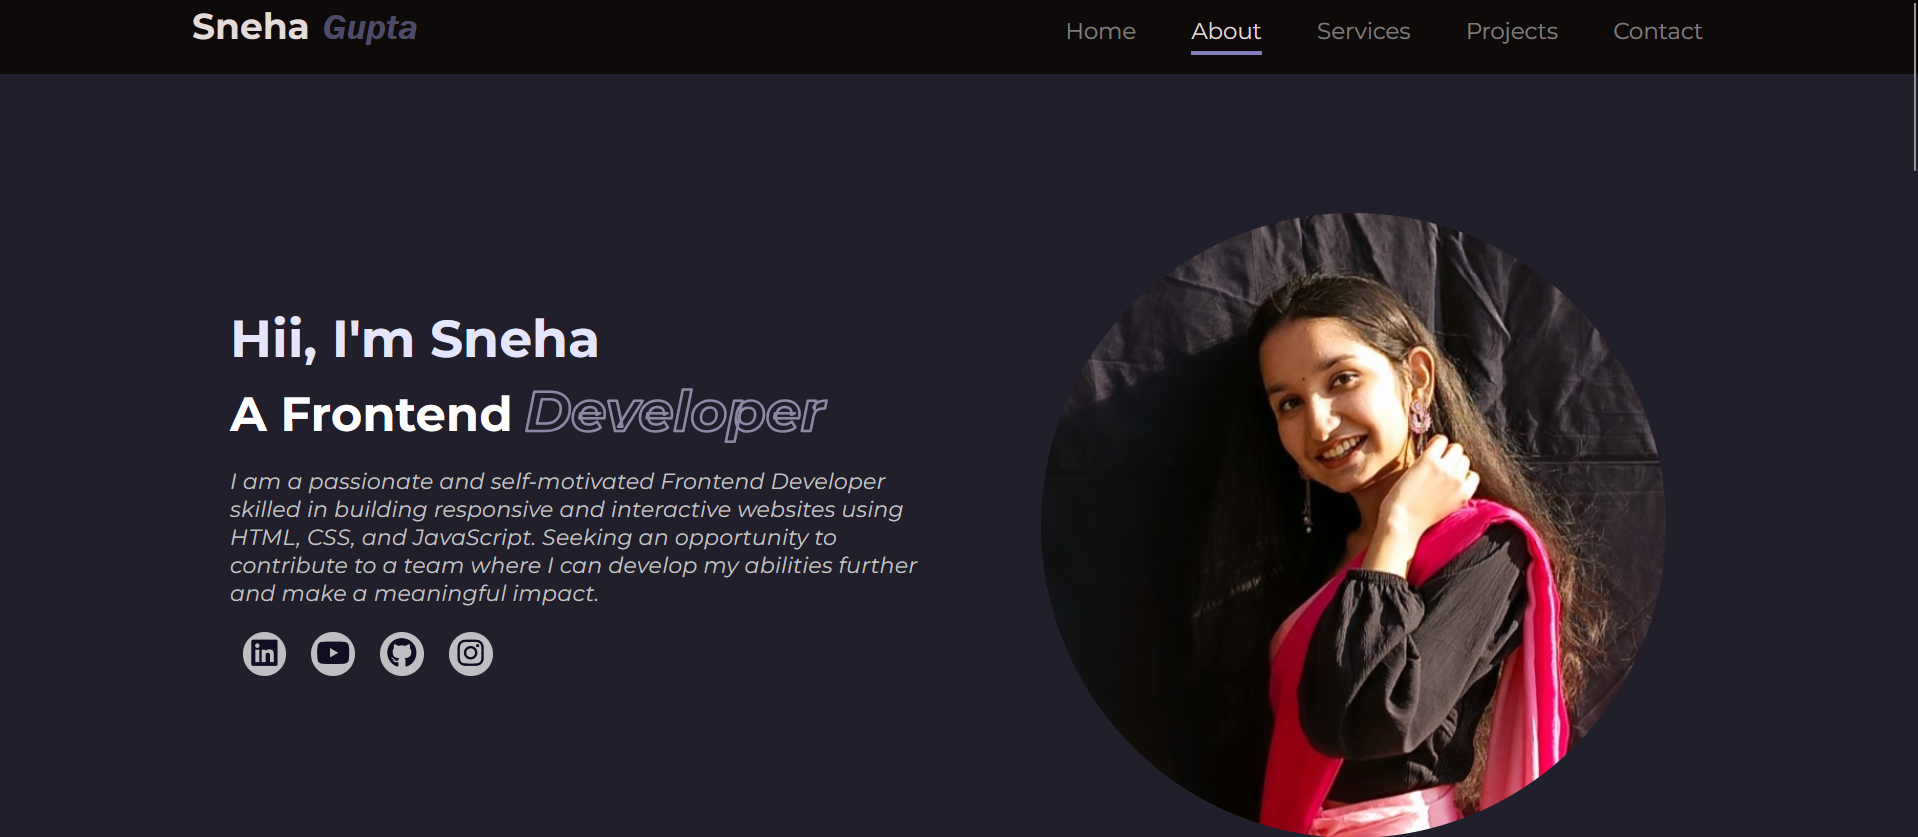 Sneha Gupta
Home About Services Projects Contact
Hii, I'm Sneha
A Frontend Developer
I am a passionate and self-motivated Frontend Developer
skilled in building responsive and interactive websites using
HTML, CSS, and JavaScript. Seeking an opportunity to
contribute to a team where I can develop my abilities further
and make a meaningful impact.
in